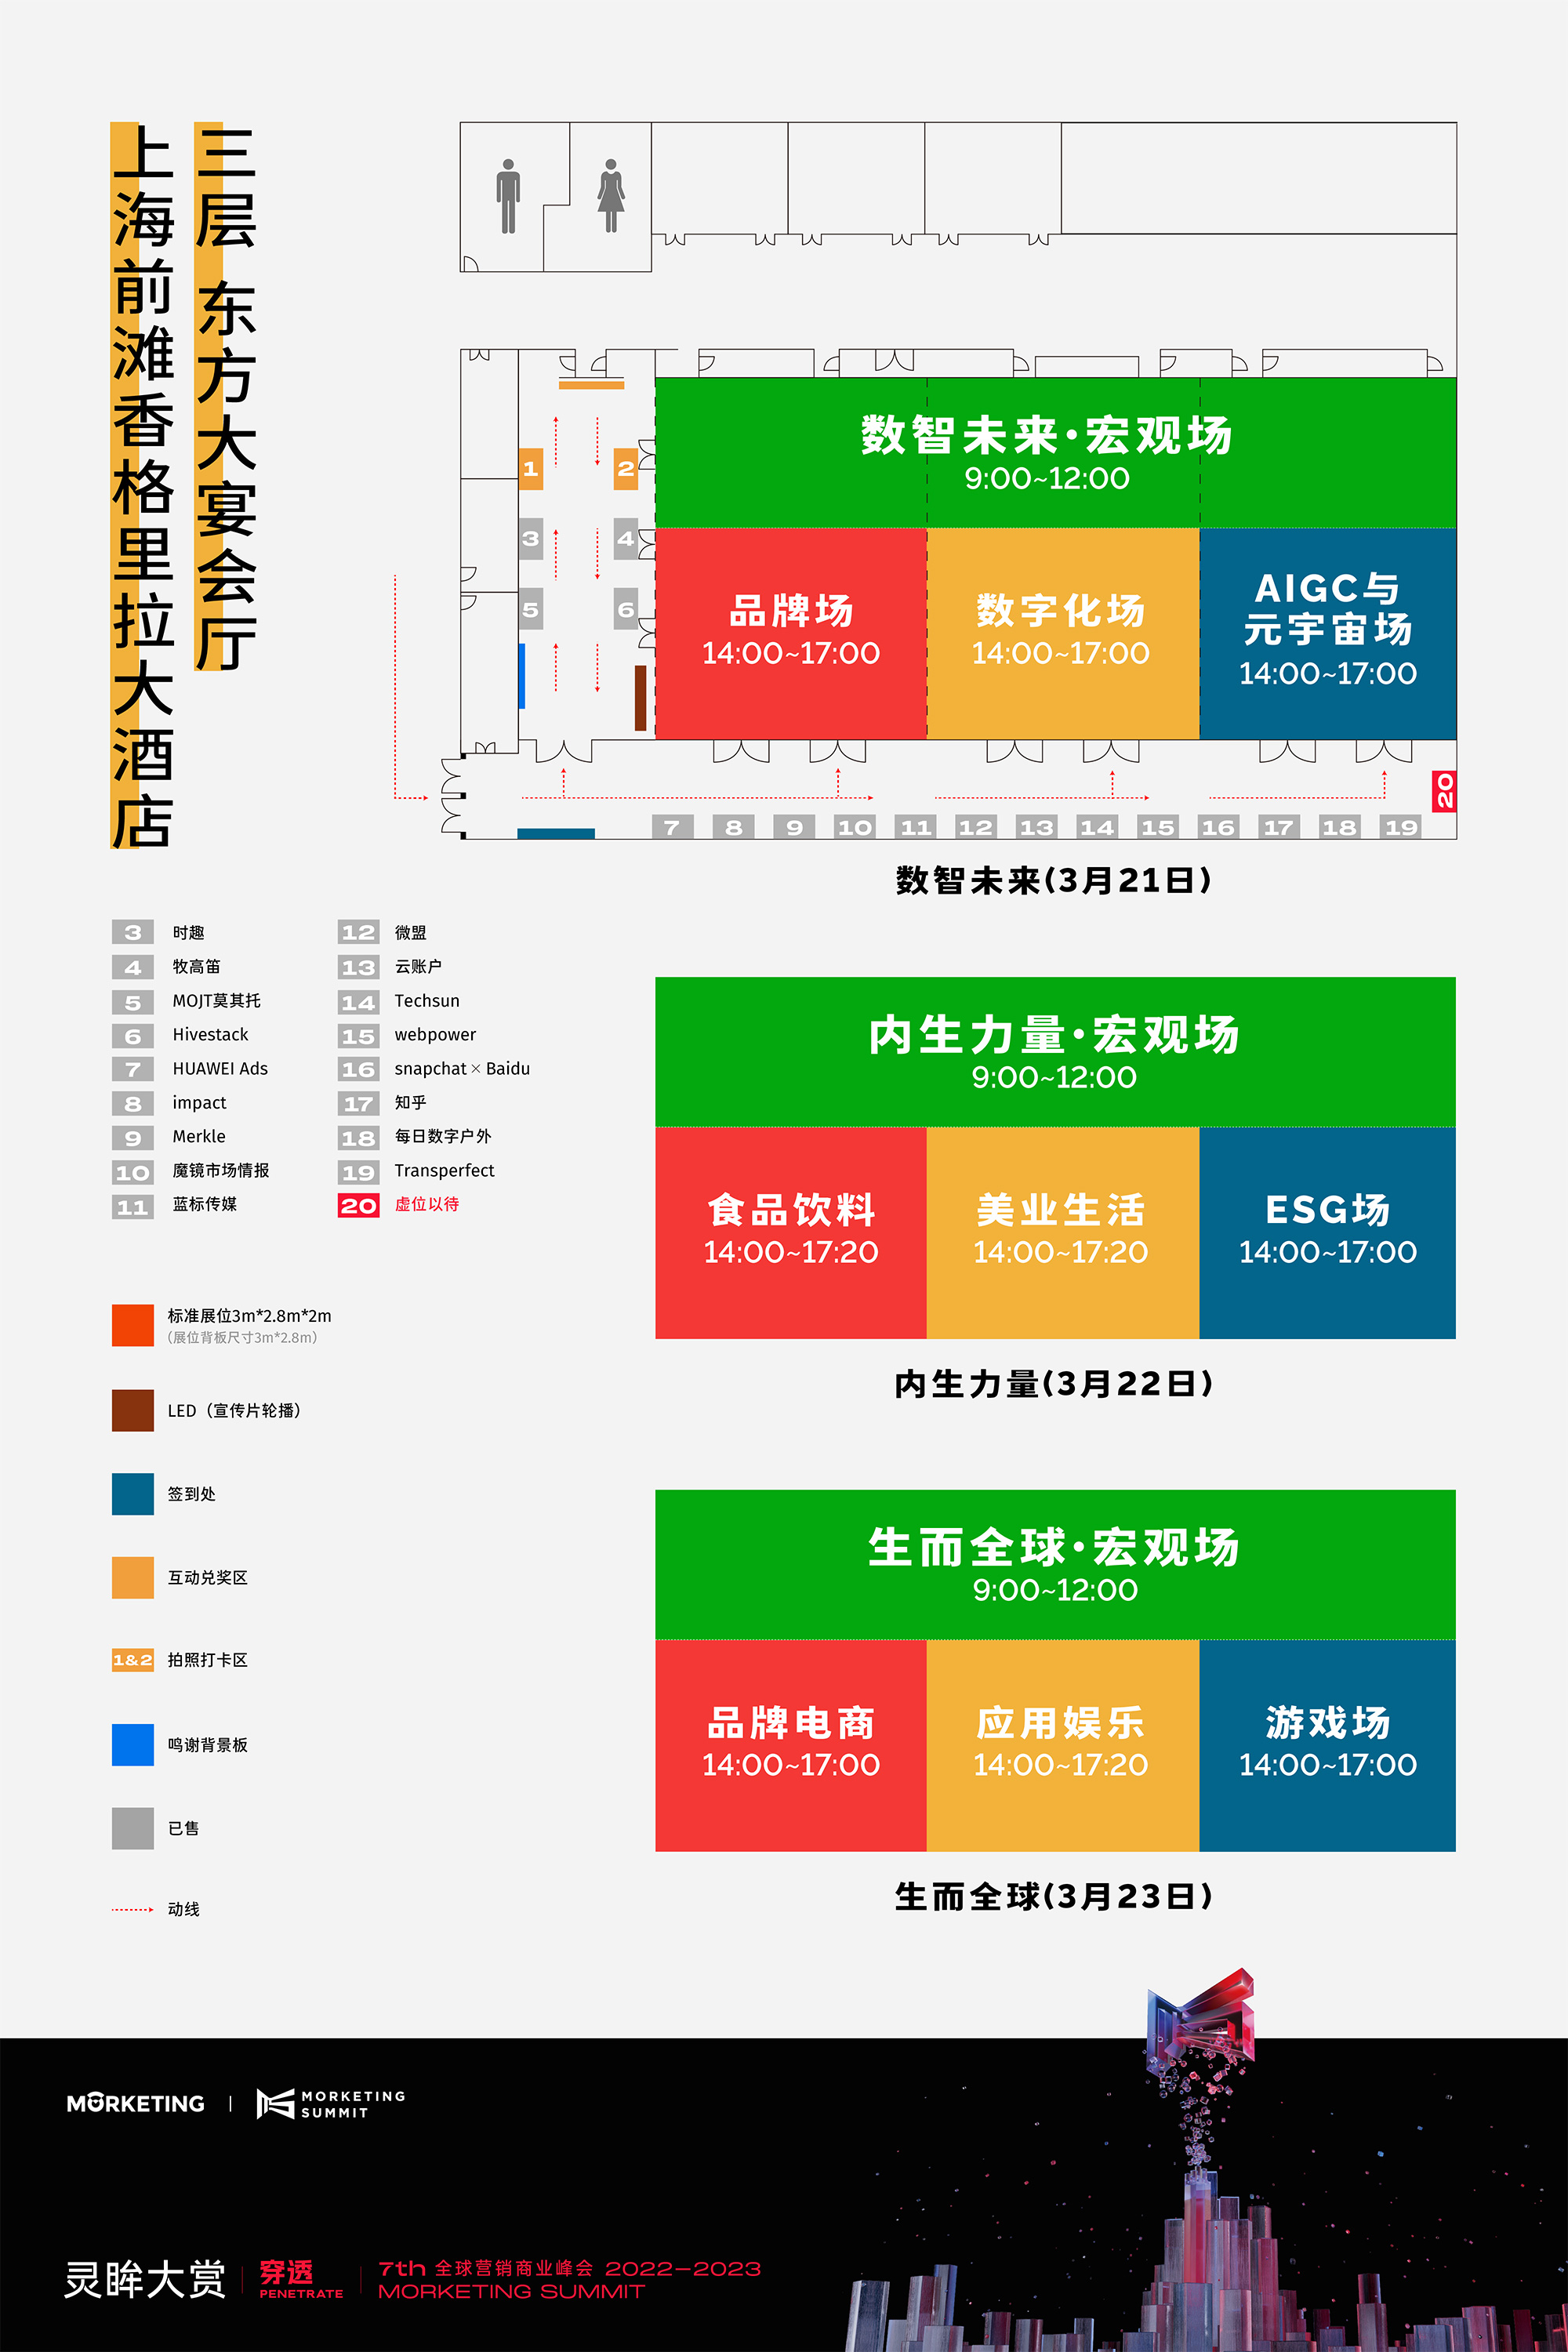 上海前滩香格里拉大酒店
三层 东方大宴会厅
数智未来·宏观场
9:00~12:00
品牌场
14:00~17:00
数字化场
14:00~17:00
AIGC与
元宇宙场
14:00~17:00
1
2
3
4
5
6
7
8
9
10
11
12
13
14
15
16
17
18
19
20
数智未来(3月21日)
3 时趣
4 牧高笛
5 MOJT莫其托
6 Hivestack
7 HUAWEI Ads
8 impact
9 Merkle
10 魔镜市场情报
11 蓝标传媒
12 微盟
13 云账户
14 Techsun
15 webpower
16 snapchat×Baidu
17 知乎
18 每日数字户外
19 Transperfect
20 虚位以待
标准展位3m*2.8m*2m
(展位背板尺寸3m*2.8m)
LED（宣传片轮播）
签到处
互动兑奖区
1&2 拍照打卡区
鸣谢背景板
已售
动线
内生力量·宏观场
9:00~12:00
食品饮料
14:00~17:20
美业生活
14:00~17:20
ESG场
14:00~17:00
内生力量(3月22日)
生而全球·宏观场
9:00~12:00
品牌电商
14:00~17:00
应用娱乐
14:00~17:20
游戏场
14:00~17:00
生而全球(3月23日)
MORKETING
MORKETING
SUMMIT
灵眸大赏
穿透
PENETRATE
7th 全球营销商业峰会 2022—2023
MORKETING SUMMIT